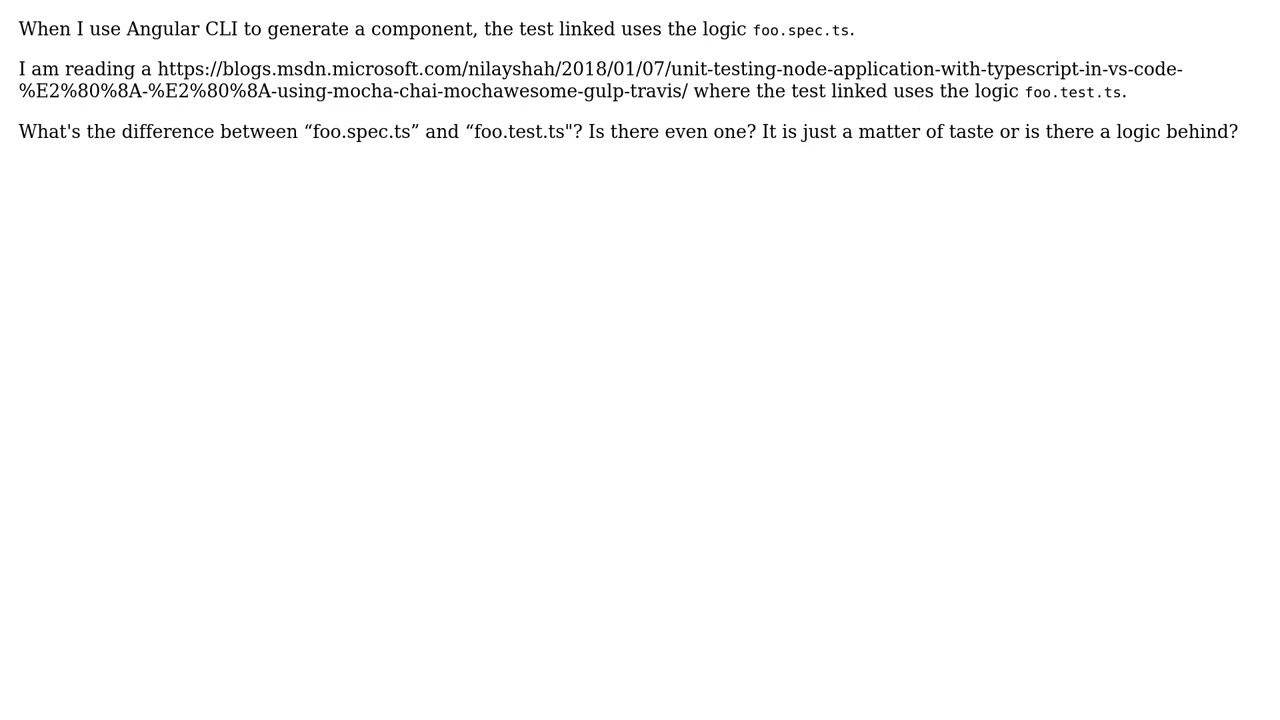 When I use Angular CLI to generate a component, the test linked uses the logic foo.spec.ts.
I am reading a https://blogs.msdn.microsoft.com/nilayshah/2018/01/07/unit-testing-node-application-with-typescript-in-vs-code-
%E2%80%8A-%E2%80%8A-using-mocha-chai-mochawesome-gulp-travis/ where the test linked uses the logic foo.test.ts.
What's the difference between “foo.spec.ts” and “foo.test.ts"? Is there even one? It is just a matter of taste or is there a logic behind?